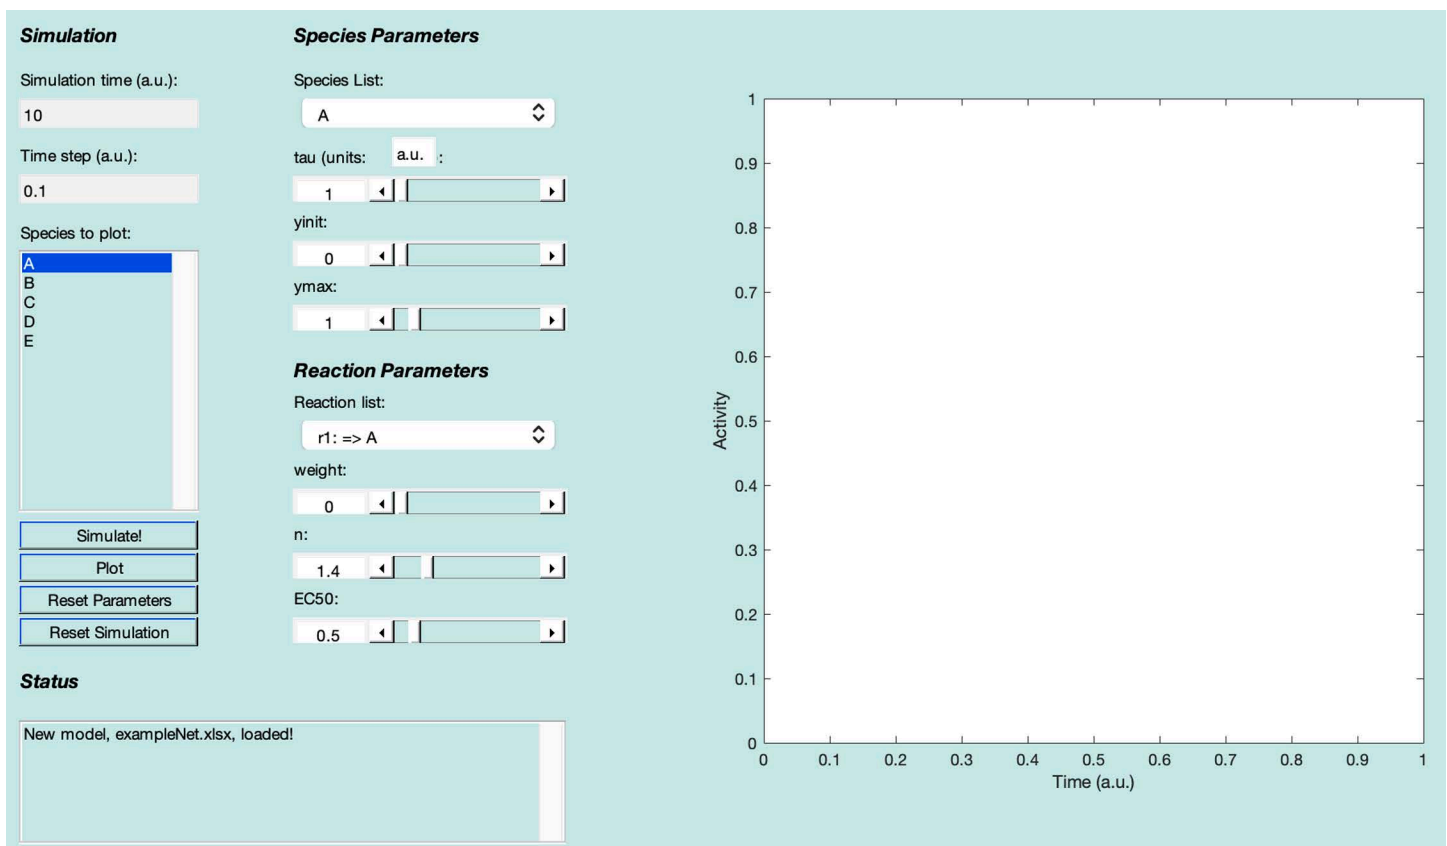 Simulation
Simulation time (a.u.):
10
Time step (a.u.):
0.1
Species to plot:
A
B
C
D
E
Simulate!
Plot
Reset Parameters
Reset Simulation
Status
New model, exampleNet.xlsx, loaded!
Species Parameters
Species List:
A
tau (units: a.u. ):
1
yinit:
0
ymax:
1
Reaction Parameters
Reaction list:
r1: => A
weight:
0
n:
1.4
EC50:
0.5
Activity
1
0.9
0.8
0.7
0.6
0.5
0.4
0.3
0.2
0.1
0
0 0.1 0.2 0.3 0.4 0.5 0.6 0.7 0.8 0.9 1
Time (a.u.)